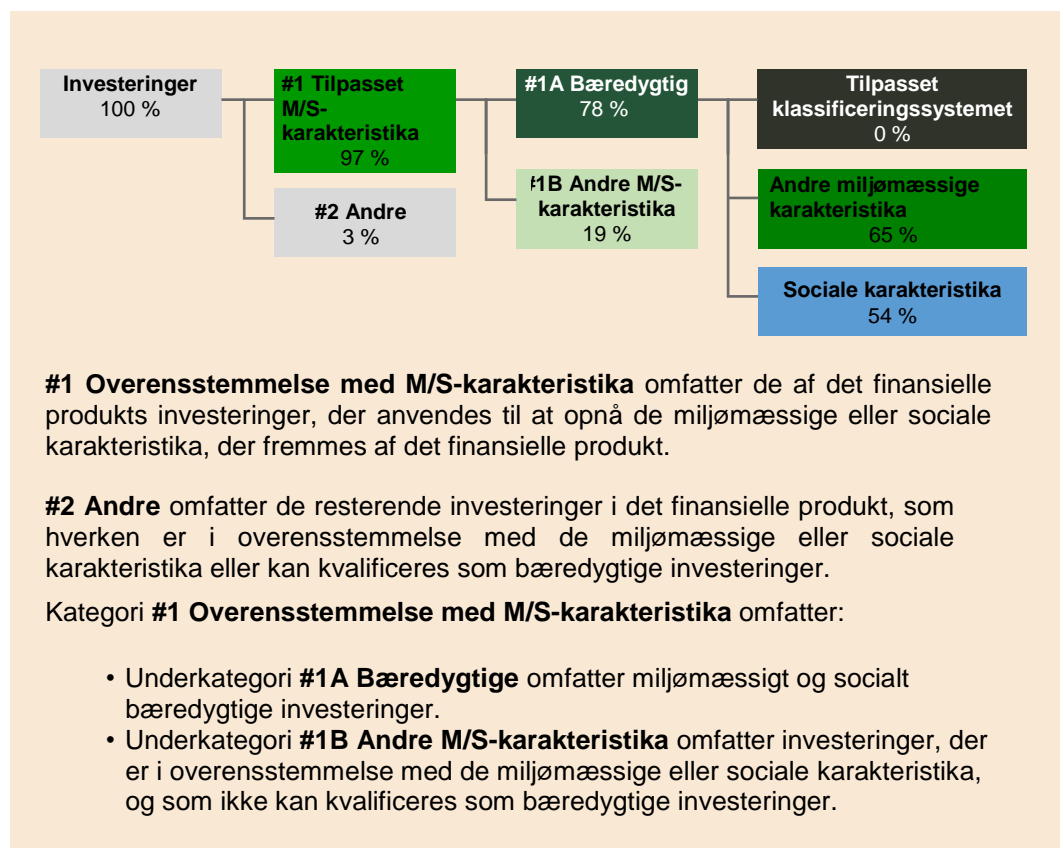 Investeringer
100 %
#1 Tilpasset
M/S-
karakteristika
97 %
#2 Andre
3 %
#1A Bæredygtig
78 %
#1B Andre M/S-
karakteristika
19 %
Tilpasset
klassificeringssystemet
0 %
Andre miljømæssige
karakteristika
65 %
Sociale karakteristika
54 %
#1 Overensstemmelse med M/S-karakteristika omfatter de af det finansielle
produkts investeringer, der anvendes til at opnå de miljømæssige eller sociale
karakteristika, der fremmes af det finansielle produkt.
#2 Andre omfatter de resterende investeringer i det finansielle produkt, som
hverken er i overensstemmelse med de miljømæssige eller sociale
karakteristika eller kan kvalificeres som bæredygtige investeringer.
Kategori #1 Overensstemmelse med M/S-karakteristika omfatter:
• Underkategori #1A Bæredygtige omfatter miljømæssigt og socialt
bæredygtige investeringer.
• Underkategori #1B Andre M/S-karakteristika omfatter investeringer, der
er i overensstemmelse med de miljømæssige eller sociale karakteristika,
og som ikke kan kvalificeres som bæredygtige investeringer.